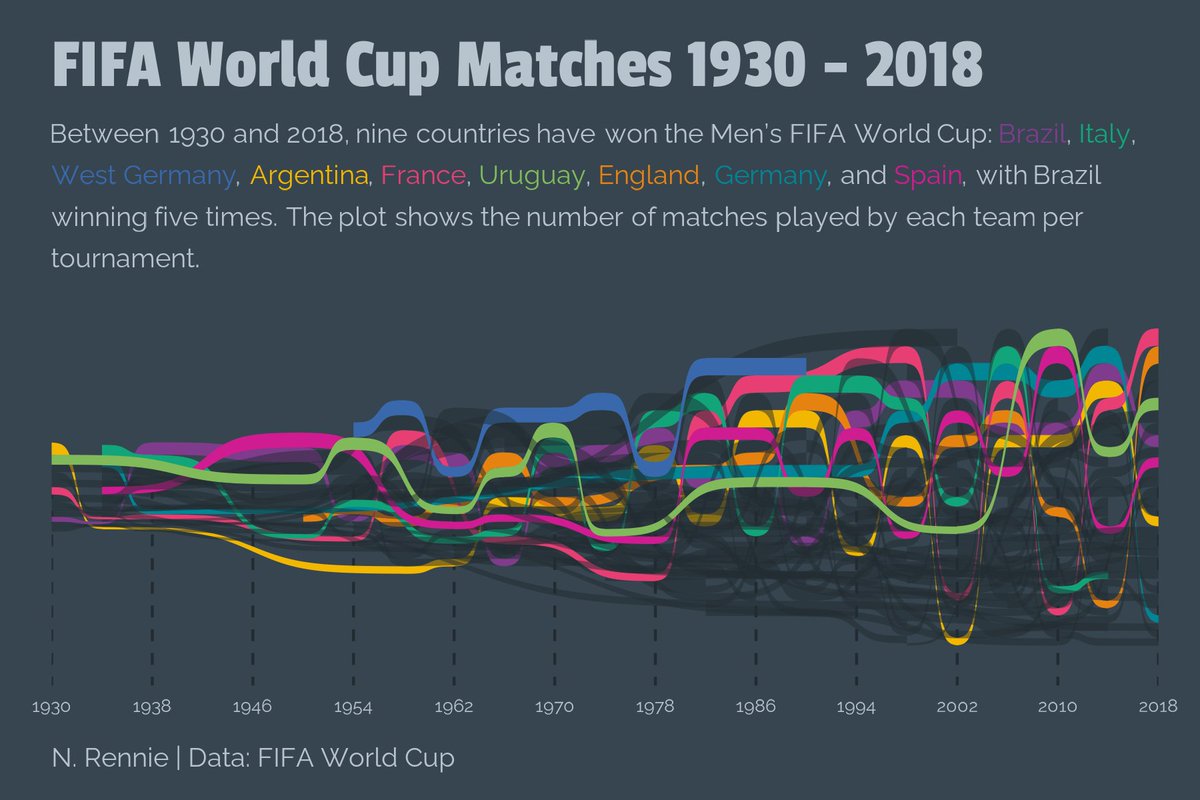 FIFA World Cup Matches 1930 – 2018
Between 1930 and 2018, nine countries have won the Men's FIFA World Cup: Brazil, Italy,
West Germany, Argentina, France, Uruguay, England, Germany, and Spain, with Brazil
winning five times. The plot shows the number of matches played by each team per
tournament.
1930 1938 1946 1954 1962 1970 1978 1986 1994 2002 2010 2018
N. Rennie | Data: FIFA World Cup